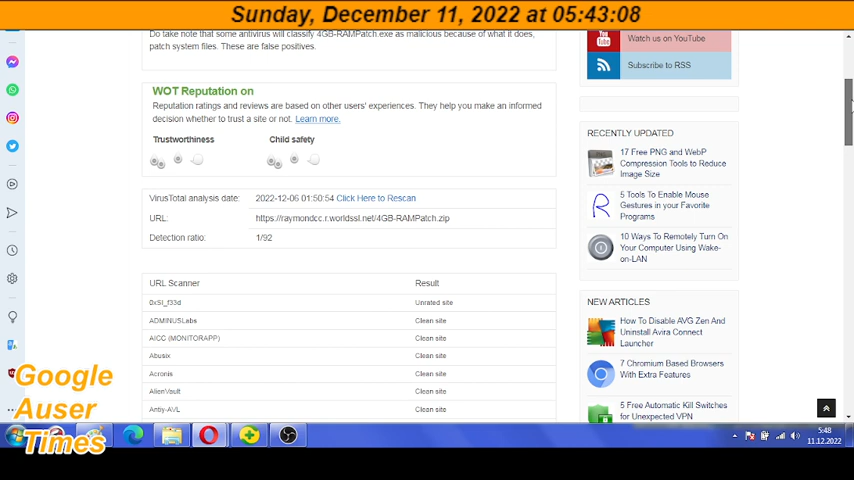 Sunday, December 11, 2022 at 05:43:08
Do take note that some antivirus will classify 4GB-RAMPatch.exe as malicious because of what it does,
patch system files. These are false positives.
WOT Reputation on
Reputation ratings and reviews are based on other users' experiences. They help you make an informed
decision whether to trust a site or not. Learn more.
Trustworthiness
Child safety
VirusTotal analysis date: 2022-12-06 01:50:54 Click Here to Rescan
URL: https://raymondcc.r.worldssl.net/4GB-RAMPatch.zip
Detection ratio: 1/92
URL Scanner Result
0xSI_f33d Unrated site
ADMINUSLabs Clean site
AICC (MONITORAPP) Clean site
Abusix Clean site
Acronis Clean site
AlienVault Clean site
Antiy-AVL Clean site
You
Tube
Watch us on YouTube
Subscribe to RSS
RECENTLY UPDATED
17 Free PNG and WebP
Compression Tools to Reduce
Image Size
5 Tools To Enable Mouse
Gestures in your Favorite
Programs
10 Ways To Remotely Turn On
Your Computer Using Wake-
on-LAN
NEW ARTICLES
How To Disable AVG Zen And
Uninstall Avira Connect
Launcher
7 Chromium Based Browsers
With Extra Features
5 Free Automatic Kill Switches
for Unexpected VPN
Google
Auser
Times
5:48
11.12.2022